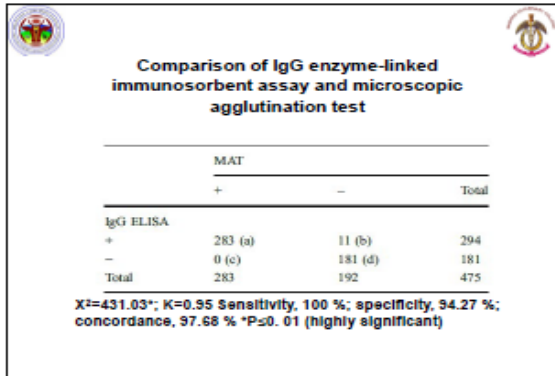 Comparison of IgG enzyme-linked
immunosorbent assay and microscopic
agglutination test
MAT
+ – Total
IgG ELISA
+ 283 (a) 11 (b) 294
– 0 (c) 181 (d) 181
Total 283 192 475
X²=431.03*; K=0.95 Sensitivity, 100 %; specificity, 94.27 %;
concordance, 97.68 % *P≤0. 01 (highly significant)